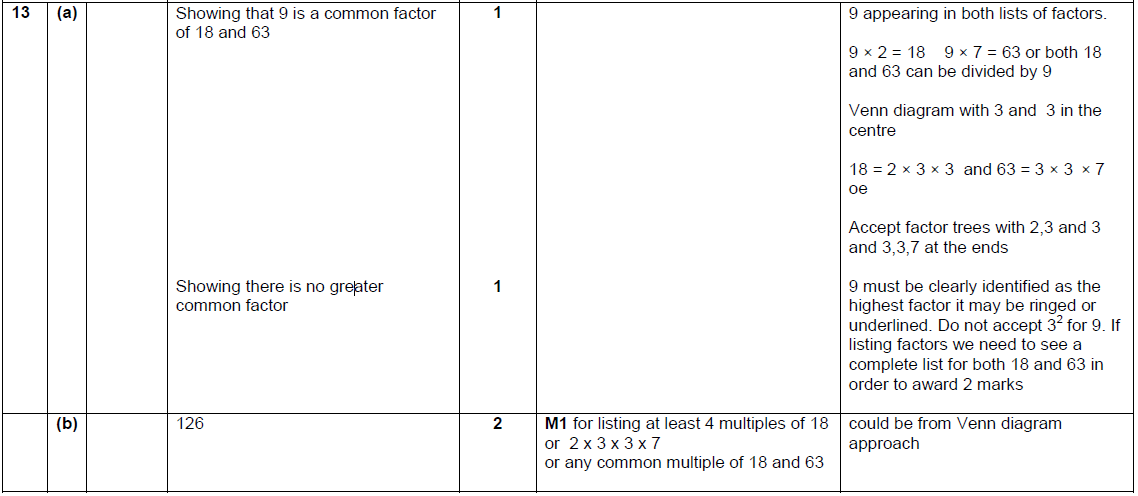 13 (a) Showing that 9 is a common factor 1 9 appearing in both lists of factors.
of 18 and 63
9 × 2 = 18 9 × 7 = 63 or both 18
and 63 can be divided by 9
Venn diagram with 3 and 3 in the
centre
18 = 2 × 3 × 3 and 63 = 3 × 3 × 7
oe
Accept factor trees with 2,3 and 3
and 3,3,7 at the ends
Showing there is no greater 1 9 must be clearly identified as the
common factor highest factor it may be ringed or
underlined. Do not accept 3² for 9. If
listing factors we need to see a
complete list for both 18 and 63 in
order to award 2 marks
(b) 126 2 M1 for listing at least 4 multiples of 18 could be from Venn diagram
or 2 x 3 x 3 x 7 approach
or any common multiple of 18 and 63